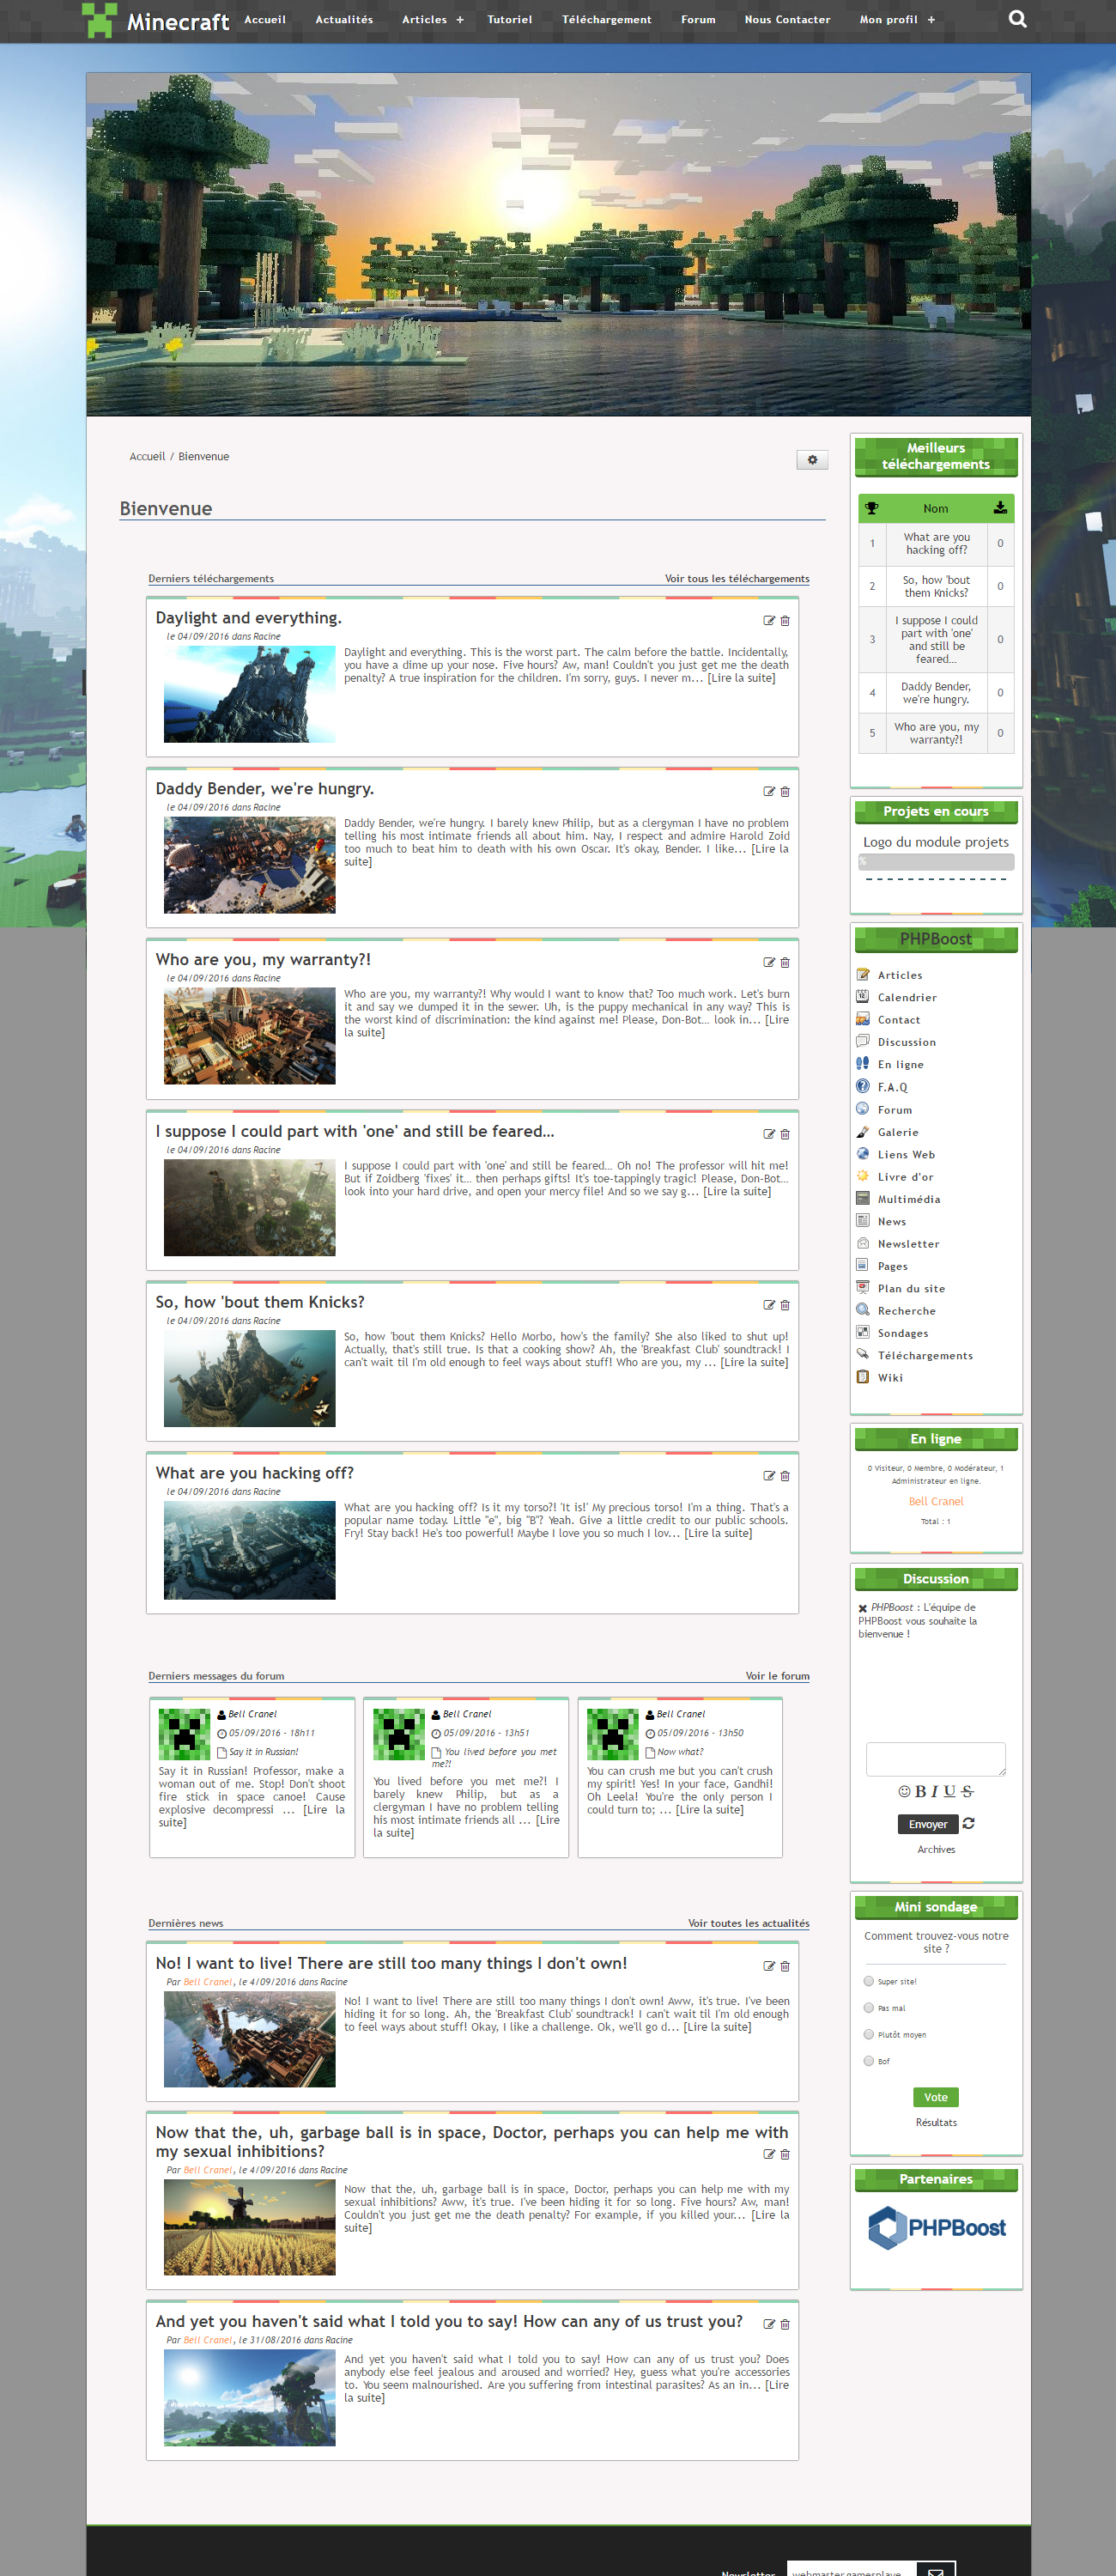 Minecraft
Accueil Actualités Articles + Tutoriel Téléchargement Forum Nous Contacter Mon profil +
Accueil / Bienvenue
Bienvenue
Derniers téléchargements Voir tous les téléchargements
Daylight and everything.
le 04/09/2016 dans Racine
Daylight and everything. This is the worst part. The calm before the battle. Incidentally,
you have a dime up your nose. Five hours? Aw, man! Couldn't you just get me the death
penalty? A true inspiration for the children. I'm sorry, guys. I never m... [Lire la suite]
Daddy Bender, we're hungry.
le 04/09/2016 dans Racine
Daddy Bender, we're hungry. I barely knew Philip, but as a clergyman I have no problem
telling his most intimate friends all about him. Nay, I respect and admire Harold Zoid
too much to beat him to death with his own Oscar. It's okay, Bender. I like... [Lire la
suite]
Who are you, my warranty?!
le 04/09/2016 dans Racine
Who are you, my warranty?! Why would I want to know that? Too much work. Let's burn
it and say we dumped it in the sewer. Uh, is the puppy mechanical in any way? This is
the worst kind of discrimination: the kind against me! Please, Don-Bot... look in... [Lire
la suite]
I suppose I could part with 'one' and still be feared...
le 04/09/2016 dans Racine
I suppose I could part with 'one' and still be feared... Oh no! The professor will hit me!
But if Zoidberg 'fixes' it... then perhaps gifts! It's toe-tappingly tragic! Please, Don-Bot...
look into your hard drive, and open your mercy file! And so we say g... [Lire la suite]
So, how 'bout them Knicks?
le 04/09/2016 dans Racine
So, how 'bout them Knicks? Hello Morbo, how's the family? She also liked to shut up!
Actually, that's still true. Is that a cooking show? Ah, the 'Breakfast Club' soundtrack! I
can't wait til I'm old enough to feel ways about stuff! Who are you, my ... [Lire la suite]
What are you hacking off?
le 04/09/2016 dans Racine
What are you hacking off? Is it my torso?! 'It is!' My precious torso! I'm a thing. That's a
popular name today. Little "e", big "B"? Yeah. Give a little credit to our public schools.
Fry! Stay back! He's too powerful! Maybe I love you so much I lov... [Lire la suite]
Derniers messages du forum Voir le forum
Bell Cranel
05/09/2016 - 18h11
Say it in Russian!
Say it in Russian! Professor, make a
woman out of me. Stop! Don't shoot
fire stick in space canoe! Cause
explosive decompressi ... [Lire la
suite]
Bell Cranel
05/09/2016 - 13h51
You lived before you met
me?!
You lived before you met me?! I
barely knew Philip, but as a
clergyman I have no problem telling
his most intimate friends all ... [Lire
la suite]
Bell Cranel
05/09/2016 - 13h50
Now what?
You can crush me but you can't crush
my spirit! Yes! In your face, Gandhi!
Oh Leela! You're the only person I
could turn to; ... [Lire la suite]
Dernières news Voir toutes les actualités
No! I want to live! There are still too many things I don't own!
Par Bell Cranel, le 4/09/2016 dans Racine
No! I want to live! There are still too many things I don't own! Aww, it's true. I've been
hiding it for so long. Ah, the 'Breakfast Club' soundtrack! I can't wait til I'm old enough
to feel ways about stuff! Okay, I like a challenge. Ok, we'll go d... [Lire la suite]
Now that the, uh, garbage ball is in space, Doctor, perhaps you can help me with
my sexual inhibitions?
Par Bell Cranel, le 4/09/2016 dans Racine
Now that the, uh, garbage ball is in space, Doctor, perhaps you can help me with my
sexual inhibitions? Aww, it's true. I've been hiding it for so long. Five hours? Aw, man!
Couldn't you just get me the death penalty? For example, if you killed your... [Lire la
suite]
And yet you haven't said what I told you to say! How can any of us trust you?
Par Bell Cranel, le 31/08/2016 dans Racine
And yet you haven't said what I told you to say! How can any of us trust you? Does
anybody else feel jealous and aroused and worried? Hey, guess what you're accessories
to. You seem malnourished. Are you suffering from intestinal parasites? As an in... [Lire
la suite]
Meilleurs
téléchargements
Nom
1 What are you
hacking off? 0
2 So, how 'bout
them Knicks? 0
3 I suppose I could
part with 'one'
and still be
feared... 0
4 Daddy Bender,
we're hungry. 0
5 Who are you, my
warranty?! 0
Projets en cours
Logo du module projets
%
PHPBoost
Articles
Calendrier
Contact
Discussion
En ligne
F.A.Q
Forum
Galerie
Liens Web
Livre d'or
Multimédia
News
Newsletter
Pages
Plan du site
Recherche
Sondages
Téléchargements
Wiki
En ligne
0 Visiteur, 0 Membre, 0 Modérateur, 1
Administrateur en ligne.
Bell Cranel
Total : 1
Discussion
PHPBoost : L'équipe de
PHPBoost vous souhaite la
bienvenue !
B I U S
Envoyer
Archives
Mini sondage
Comment trouvez-vous notre
site ?
Super site!
Pas mal
Plutôt moyen
Bof
Vote
Résultats
Partenaires
PHPBoost
Newsletter webmaster.gamesplaye